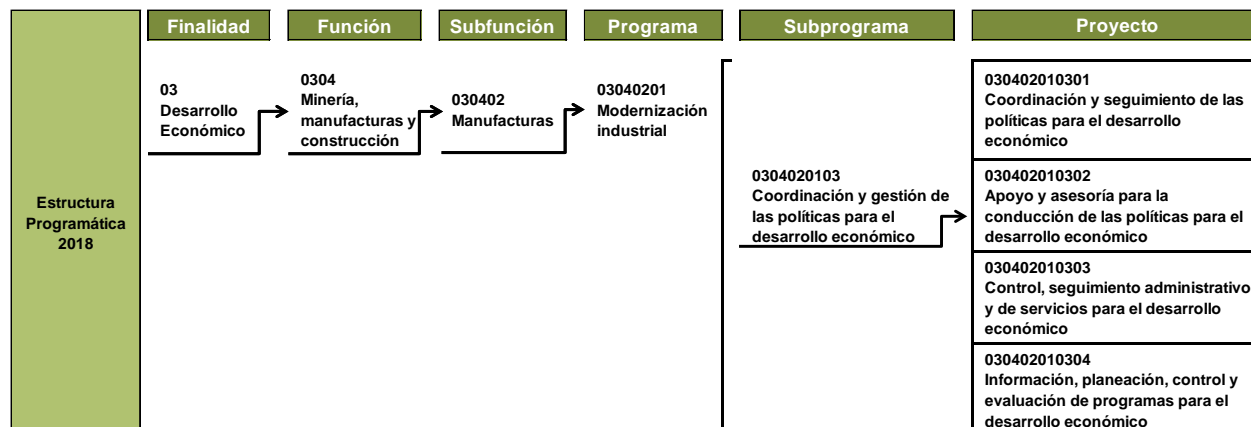 Finalidad
Función
Subfunción
Programa
Subprograma
Proyecto
Estructura
Programática
2018
03
Desarrollo
Económico
0304
Minería,
manufacturas y
construcción
030402
Manufacturas
03040201
Modernización
industrial
0304020103
Coordinación y gestión de
las políticas para el
desarrollo económico
030402010301
Coordinación y seguimiento de las
políticas para el desarrollo
económico
030402010302
Apoyo y asesoría para la
conducción de las políticas para el
desarrollo económico
030402010303
Control, seguimiento administrativo
y de servicios para el desarrollo
económico
030402010304
Información, planeación, control y
evaluación de programas para el
desarrollo económico